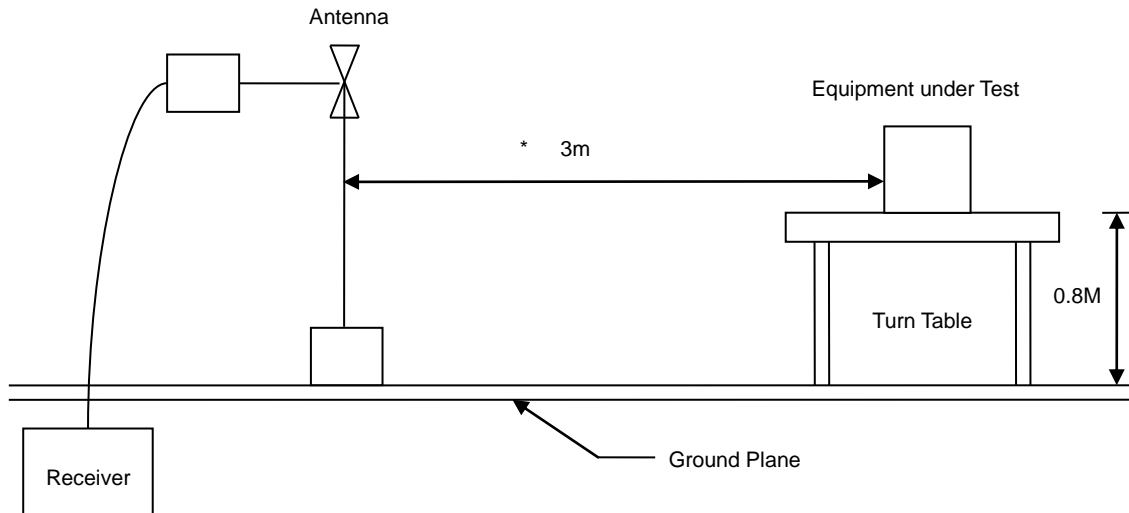 Antenna
Equipment under Test
* 3m
0.8M
Turn Table
Ground Plane
Receiver